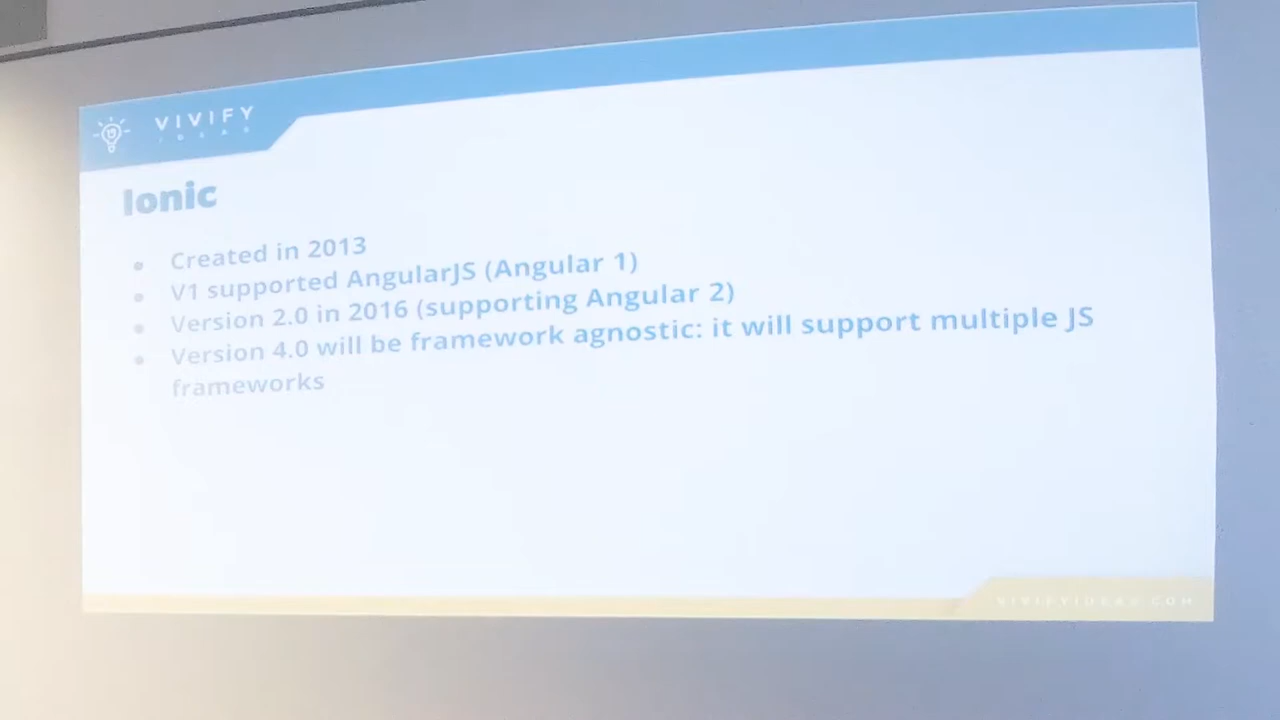 VIVIFY
IDEAS
Ionic
Created in 2013
V1 supported AngularJS (Angular 1)
Version 2.0 in 2016 (supporting Angular 2)
Version 4.0 will be framework agnostic: it will support multiple JS
frameworks
VIVIFYIDEAS.COM